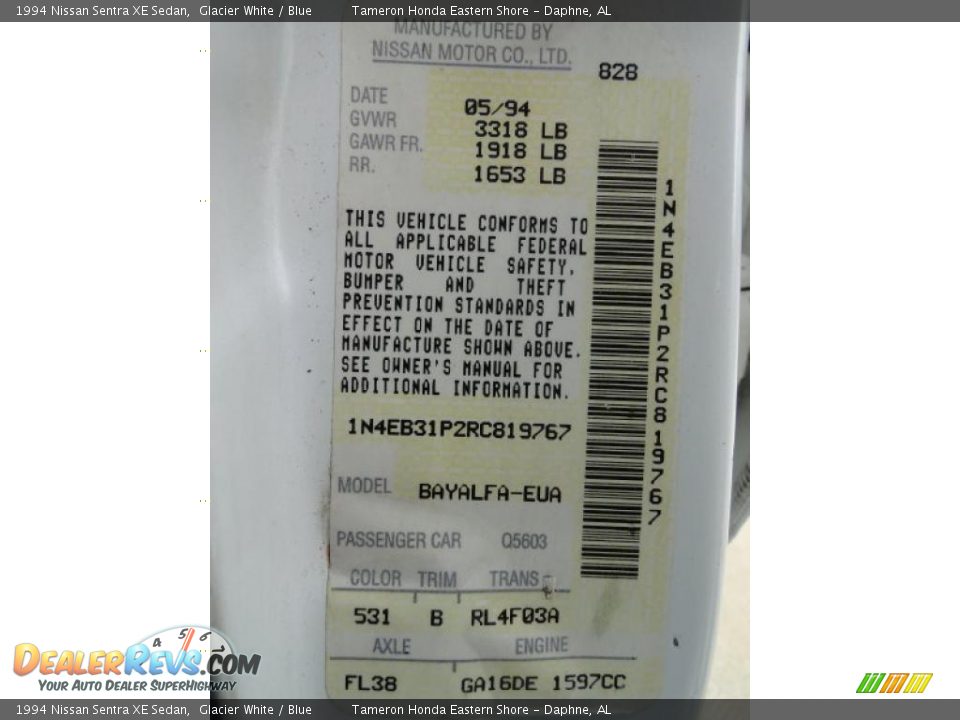 1994 Nissan Sentra XE Sedan,  Glacier White / Blue    Tameron Honda Eastern Shore - Daphne, AL
MANUFACTURED BY
NISSAN MOTOR CO., LTD.
828
DATE 05/94
GVWR 3318 LB
GAWR FR. 1918 LB
RR. 1653 LB
THIS VEHICLE CONFORMS TO
ALL APPLICABLE FEDERAL
MOTOR VEHICLE SAFETY,
BUMPER AND THEFT
PREVENTION STANDARDS IN
EFFECT ON THE DATE OF
MANUFACTURE SHOWN ABOVE.
SEE OWNER'S MANUAL FOR
ADDITIONAL INFORMATION.
1N4EB31P2RC819767
1N4EB31P2RC819767
MODEL BAYALFA-EUA
PASSENGER CAR Q5603
COLOR TRIM TRANS
531 B RL4F03A
AXLE ENGINE
FL38 GA16DE 1597CC
4 5 6
DEALERREVS.COM
YOUR AUTO DEALER SUPERHIGHWAY
1994 Nissan Sentra XE Sedan,  Glacier White / Blue    Tameron Honda Eastern Shore - Daphne, AL